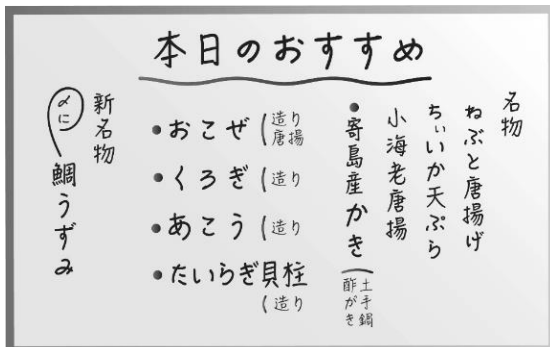 本日のおすすめ
名物
ねぶと唐揚げ
ちぃいか天ぷら
小海老唐揚
•寄島産かき(土手鍋
酢がき
•おこぜ(造り
唐揚
•くろぎ(造り
•あこう(造り
•たいらぎ貝柱
(造り
新名物
〆に
鯛うずみ